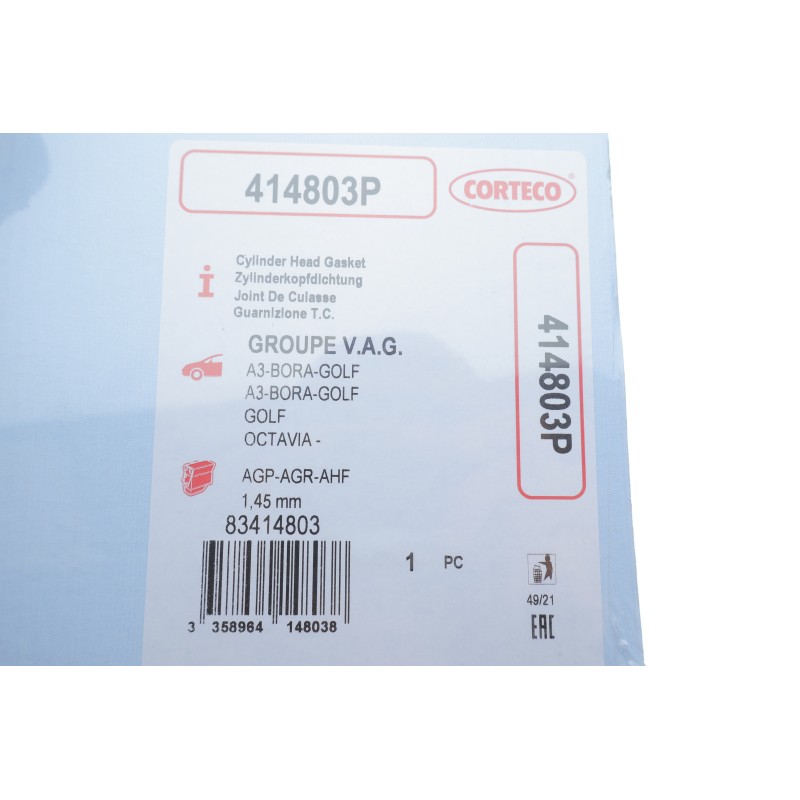 414803P
CORTECO
®
i
Cylinder Head Gasket
Zylinderkopfdichtung
Joint De Culasse
Guarnizione T.C.
414803P
GROUPE V.A.G.
A3-BORA-GOLF
A3-BORA-GOLF
GOLF
OCTAVIA -
AGP-AGR-AHF
1,45 mm
83414803
1 PC
3 358964 148038
49/21
EAC